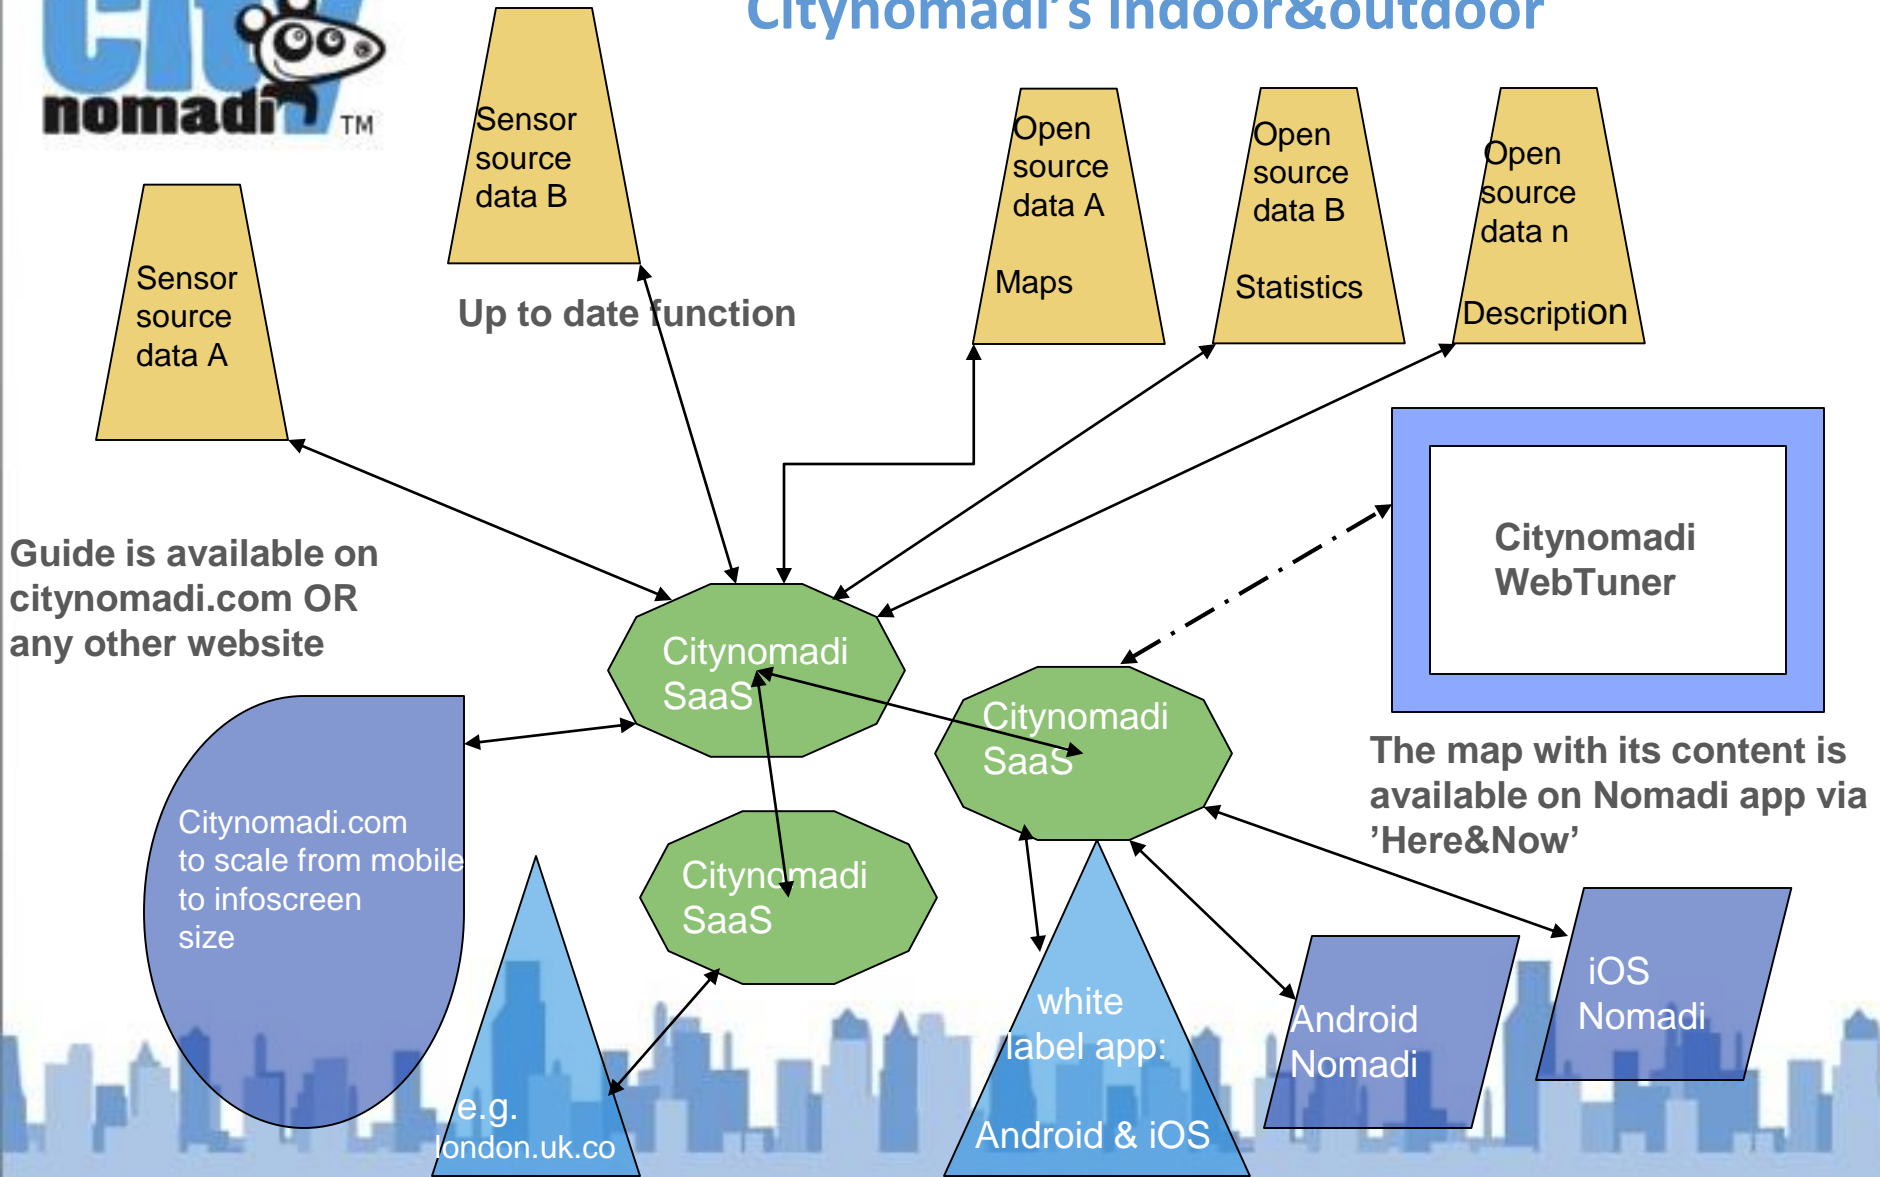 City
nomadi TM
Citynomadi's indoor&outdoor
Sensor
source
data B
Open
source
data A
Maps
Open
source
data B
Statistics
Open
source
data n
Description
Sensor
source
data A
Up to date function
Guide is available on
citynomadi.com OR
any other website
Citynomadi
WebTuner
Citynomadi
SaaS
Citynomadi
SaaS
The map with its content is
available on Nomadi app via
’Here&Now’
Citynomadi.com
to scale from mobile
to infoscreen
size
Citynomadi
SaaS
e.g.
london.uk.co
white
label app:
Android & iOS
Android
Nomadi
iOS
Nomadi